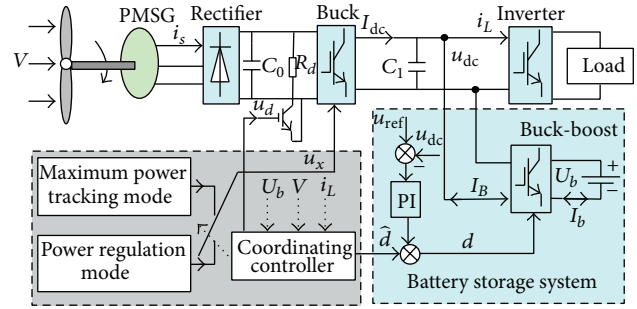 PMSG Rectifier Buck Inverter
V
i_s
C_0
R_d
I_dc
C_1
u_dc
i_L
Load
u_d
u_x
u_ref
u_dc
−
Buck-boost
Maximum power
tracking mode
U_b V i_L
PI
I_B
U_b
+
−
I_b
Power regulation
mode
Coordinating
controller
d̂
d
Battery storage system